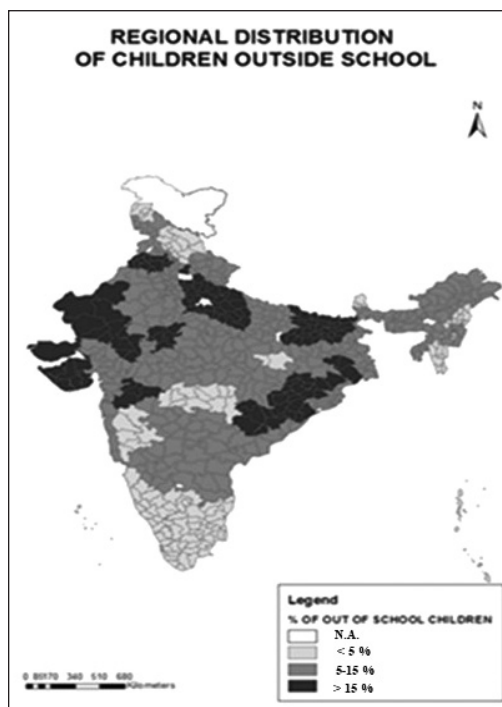 REGIONAL DISTRIBUTION
OF CHILDREN OUTSIDE SCHOOL
N
Legend
% OF OUT OF SCHOOL CHILDREN
N.A.
< 5 %
5-15 %
> 15 %
0 85170 340 510 680
Kilometers